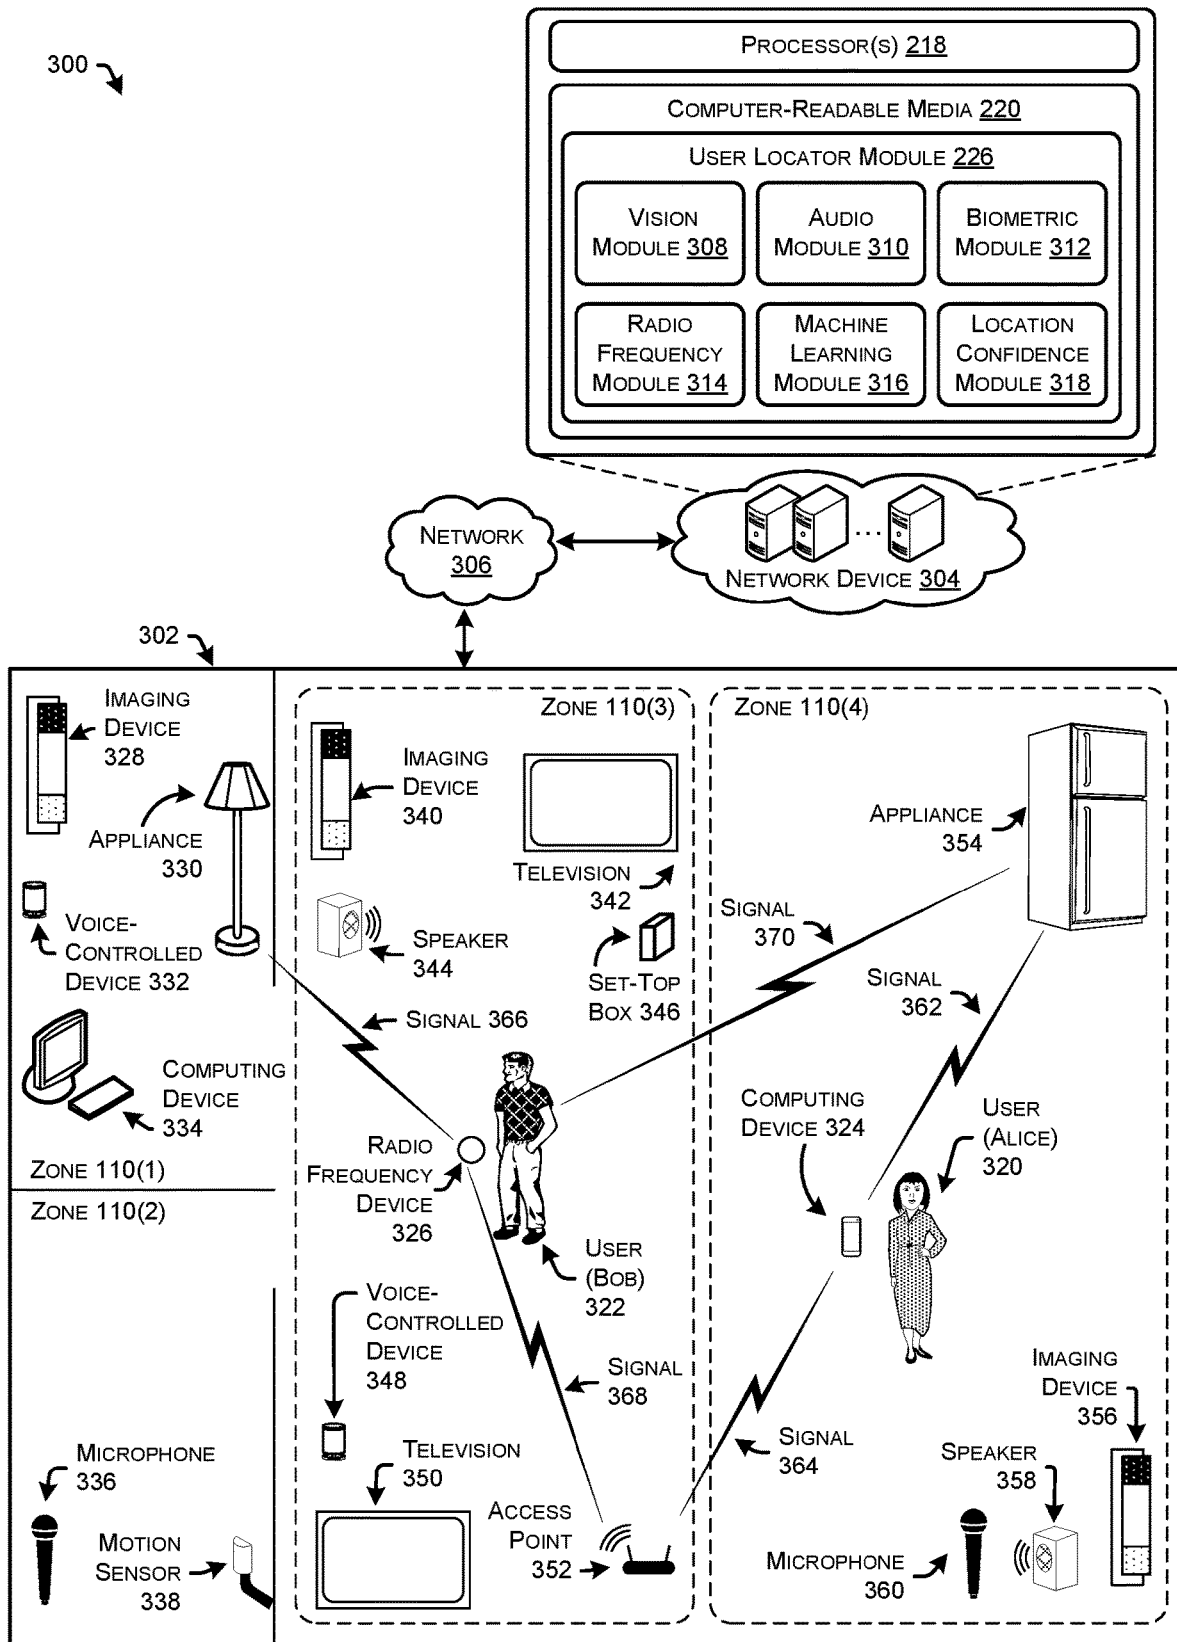 300
PROCESSOR(S) 218
COMPUTER-READABLE MEDIA 220
USER LOCATOR MODULE 226
VISION
MODULE 308
AUDIO
MODULE 310
BIOMETRIC
MODULE 312
RADIO
FREQUENCY
MODULE 314
MACHINE
LEARNING
MODULE 316
LOCATION
CONFIDENCE
MODULE 318
NETWORK
306
...
NETWORK DEVICE 304
302
IMAGING
DEVICE
328
APPLIANCE
330
VOICE-
CONTROLLED
DEVICE 332
COMPUTING
DEVICE
334
ZONE 110(1)
ZONE 110(2)
MICROPHONE
336
MOTION
SENSOR
338
ZONE 110(3)
IMAGING
DEVICE
340
TELEVISION
342
SPEAKER
344
SET-TOP
BOX 346
SIGNAL 366
RADIO
FREQUENCY
DEVICE
326
USER
(BOB)
322
VOICE-
CONTROLLED
DEVICE
348
SIGNAL
368
TELEVISION
350
ACCESS
POINT
352
ZONE 110(4)
APPLIANCE
354
SIGNAL
370
SIGNAL
362
COMPUTING
DEVICE 324
USER
(ALICE)
320
SIGNAL
364
IMAGING
DEVICE
356
SPEAKER
358
MICROPHONE
360